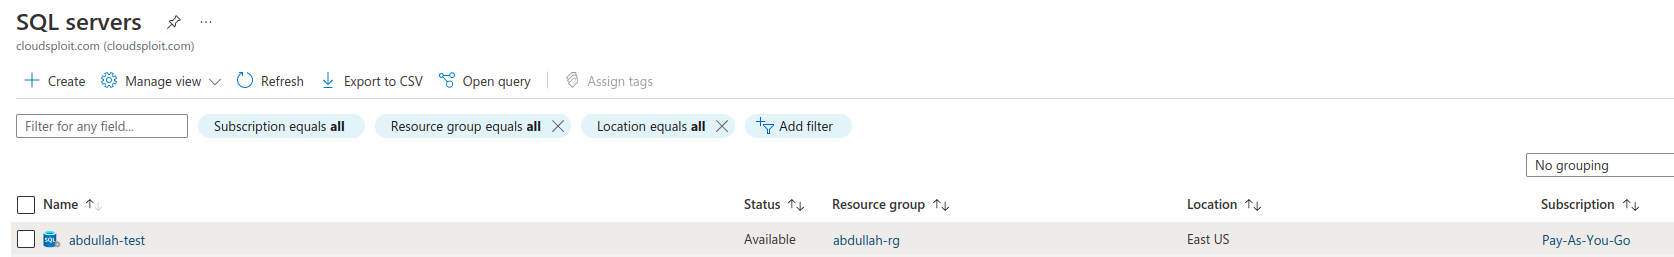 SQL servers ...
cloudsploit.com (cloudsploit.com)
Create Manage view Refresh Export to CSV Open query Assign tags
Filter for any field... Subscription equals all Resource group equals all Location equals all Add filter
No grouping
Name Status Resource group Location Subscription
SQL abdullah-test Available abdullah-rg East US Pay-As-You-Go